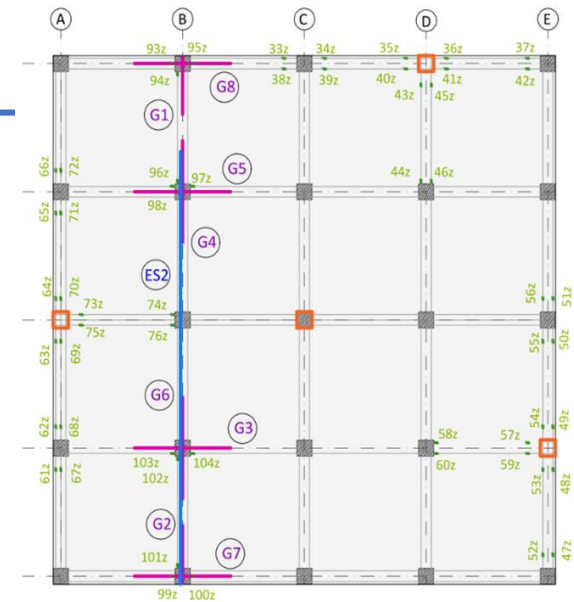 A B C D E
93z 95z 33z 34z 35z 36z 37z
94z G8 38z 39z 40z 41z 42z
43z 45z
G1
66z 72z 96z 97z G5 44z 46z
65z 71z 98z
G4
ES2
64z 70z 73z 74z 56z 51z
63z 69z 75z 76z 55z 50z
G6
62z 68z G3 58z 57z 54z 49z
61z 67z 103z 104z 60z 59z 53z 48z
102z
G2
101z G7 52z 47z
99z 100z